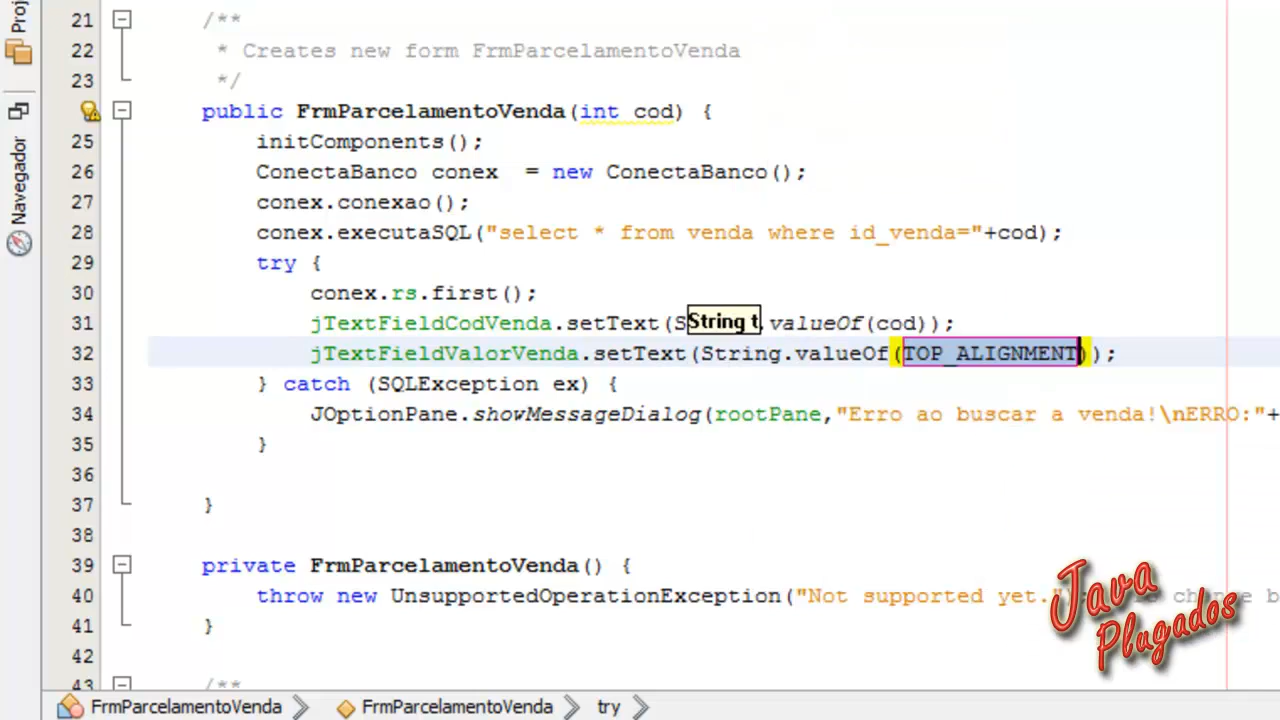 Proj
Navegador
21 /**
22 * Creates new form FrmParcelamentoVenda
23 */
public FrmParcelamentoVenda(int cod) {
25 initComponents();
26 ConectaBanco conex = new ConectaBanco();
27 conex.conexao();
28 conex.executaSQL("select * from venda where id_venda="+cod);
29 try {
30 conex.rs.first();
31 jTextFieldCodVenda.setText(S .valueOf(cod));
String t
32 jTextFieldValorVenda.setText(String.valueOf(TOP_ALIGNMENT));
33 } catch (SQLException ex) {
34 JOptionPane.showMessageDialog(rootPane,"Erro ao buscar a venda!\nERRO:"+
35 }
36
37 }
38
39 private FrmParcelamentoVenda() {
40 throw new UnsupportedOperationException("Not supported yet."
41 }
42
43 /**
Java
Plugados
FrmParcelamentoVenda FrmParcelamentoVenda try